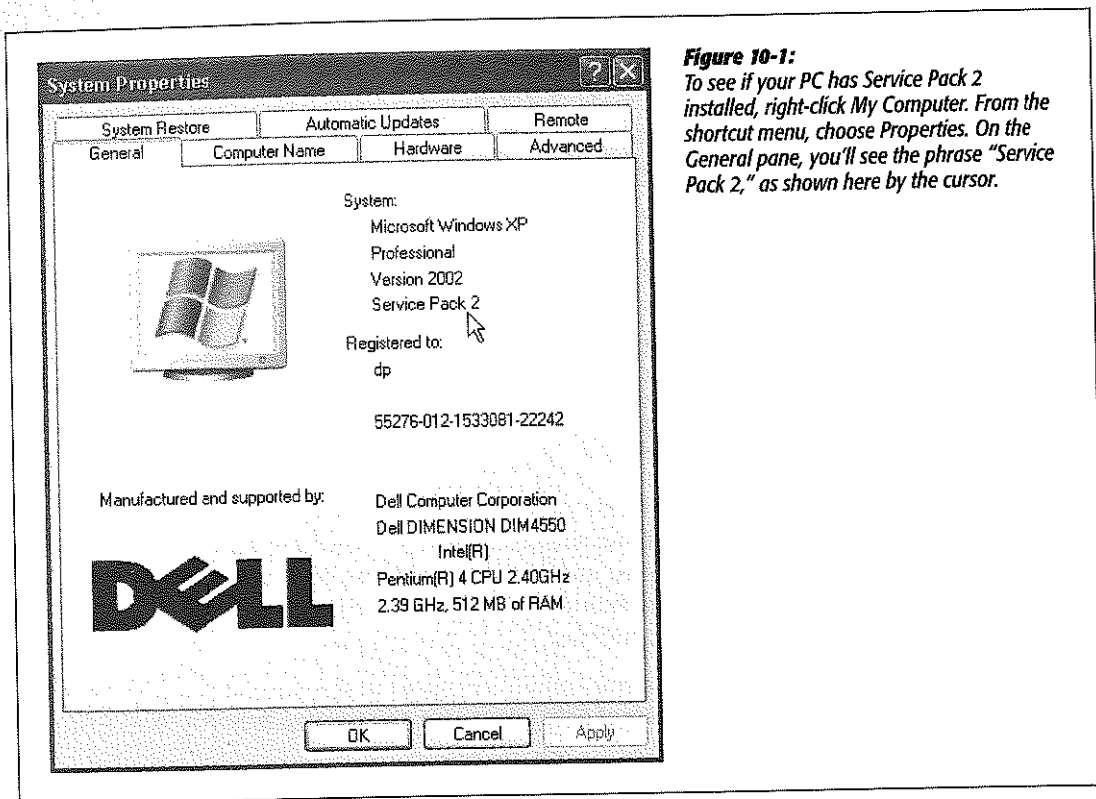 System Properties
System Restore
Automatic Updates
Remote
General
Computer Name
Hardware
Advanced
System:
Microsoft Windows XP
Professional
Version 2002
Service Pack 2
Registered to:
dp
55276-012-1533081-22242
Manufactured and supported by:
DELL
Dell Computer Corporation
Dell DIMENSION DIM4550
Intel(R)
Pentium(R) 4 CPU 2.40GHz
2.39 GHz, 512 MB of RAM
OK
Cancel
Apply
Figure 10-1:
To see if your PC has Service Pack 2
installed, right-click My Computer. From the
shortcut menu, choose Properties. On the
General pane, you'll see the phrase "Service
Pack 2," as shown here by the cursor.